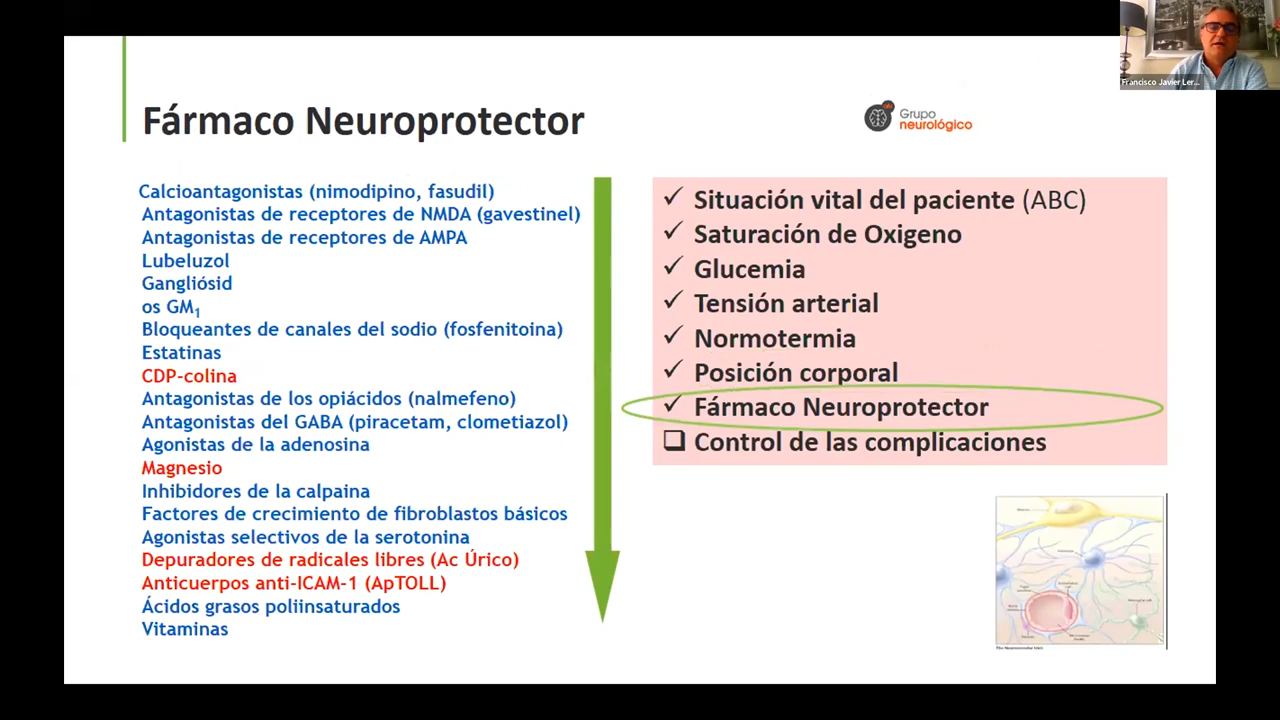 Francisco Javier Ler...
Fármaco Neuroprotector
Grupo
neurológico
Calcioantagonistas (nimodipino, fasudil)
Antagonistas de receptores de NMDA (gavestinel)
Antagonistas de receptores de AMPA
Lubeluzol
Gangliósid
os GM1
Bloqueantes de canales del sodio (fosfenitoina)
Estatinas
CDP-colina
Antagonistas de los opiácidos (nalmefeno)
Antagonistas del GABA (piracetam, clometiazol)
Agonistas de la adenosina
Magnesio
Inhibidores de la calpaina
Factores de crecimiento de fibroblastos básicos
Agonistas selectivos de la serotonina
Depuradores de radicales libres (Ac Úrico)
Anticuerpos anti-ICAM-1 (ApTOLL)
Ácidos grasos poliinsaturados
Vitaminas
✓ Situación vital del paciente (ABC)
✓ Saturación de Oxigeno
✓ Glucemia
✓ Tensión arterial
✓ Normotermia
✓ Posición corporal
✓ Fármaco Neuroprotector
❑ Control de las complicaciones